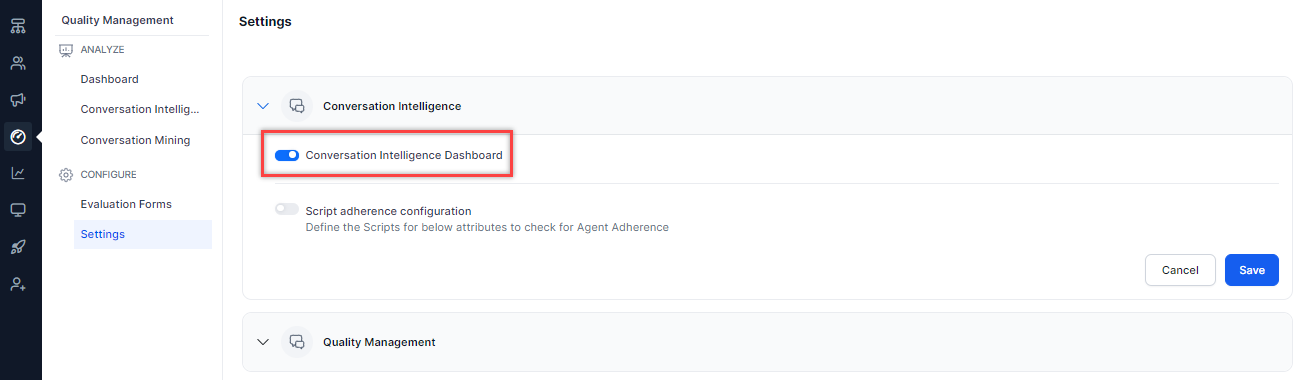 Quality Management
ANALYZE
Dashboard
Conversation Intellig...
Conversation Mining
CONFIGURE
Evaluation Forms
Settings
Settings
Conversation Intelligence
Conversation Intelligence Dashboard
Script adherence configuration
Define the Scripts for below attributes to check for Agent Adherence
Cancel
Save
Quality Management